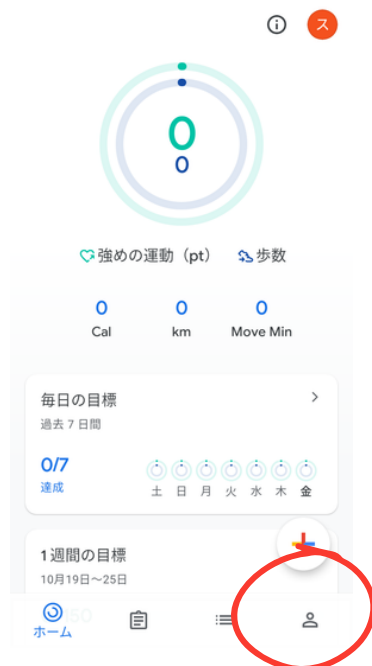 ス
0
0
強めの運動（pt） 歩数
0 0 0
Cal km Move Min
毎日の目標
過去 7 日間
0/7
達成
土 日 月 火 水 木 金
1週間の目標
10月19日～25日
50
ホーム